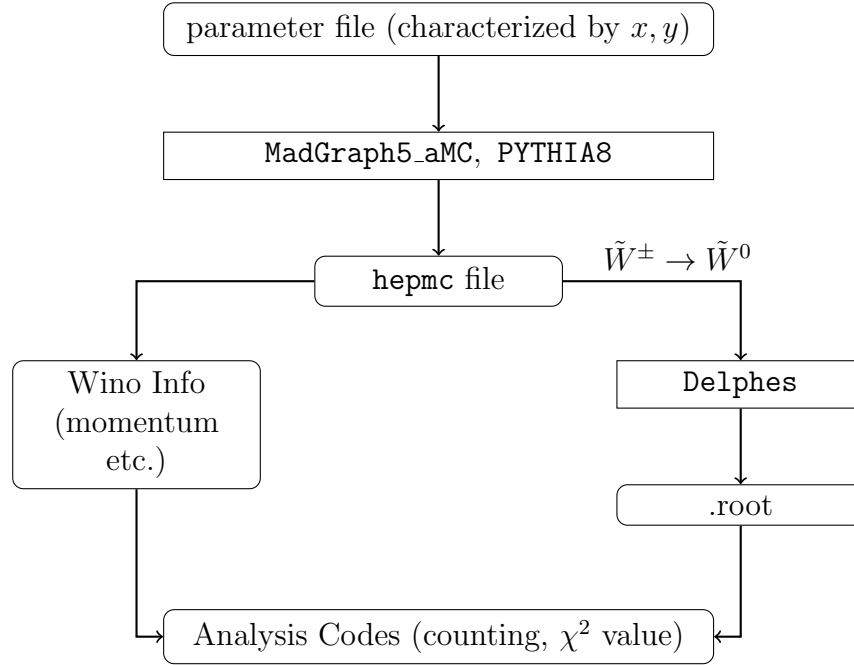 parameter file (characterized by x, y)
MadGraph5_aMC, PYTHIA8
hepmc file
W̃± → W̃⁰
Wino Info
(momentum
etc.)
Delphes
.root
Analysis Codes (counting, χ² value)